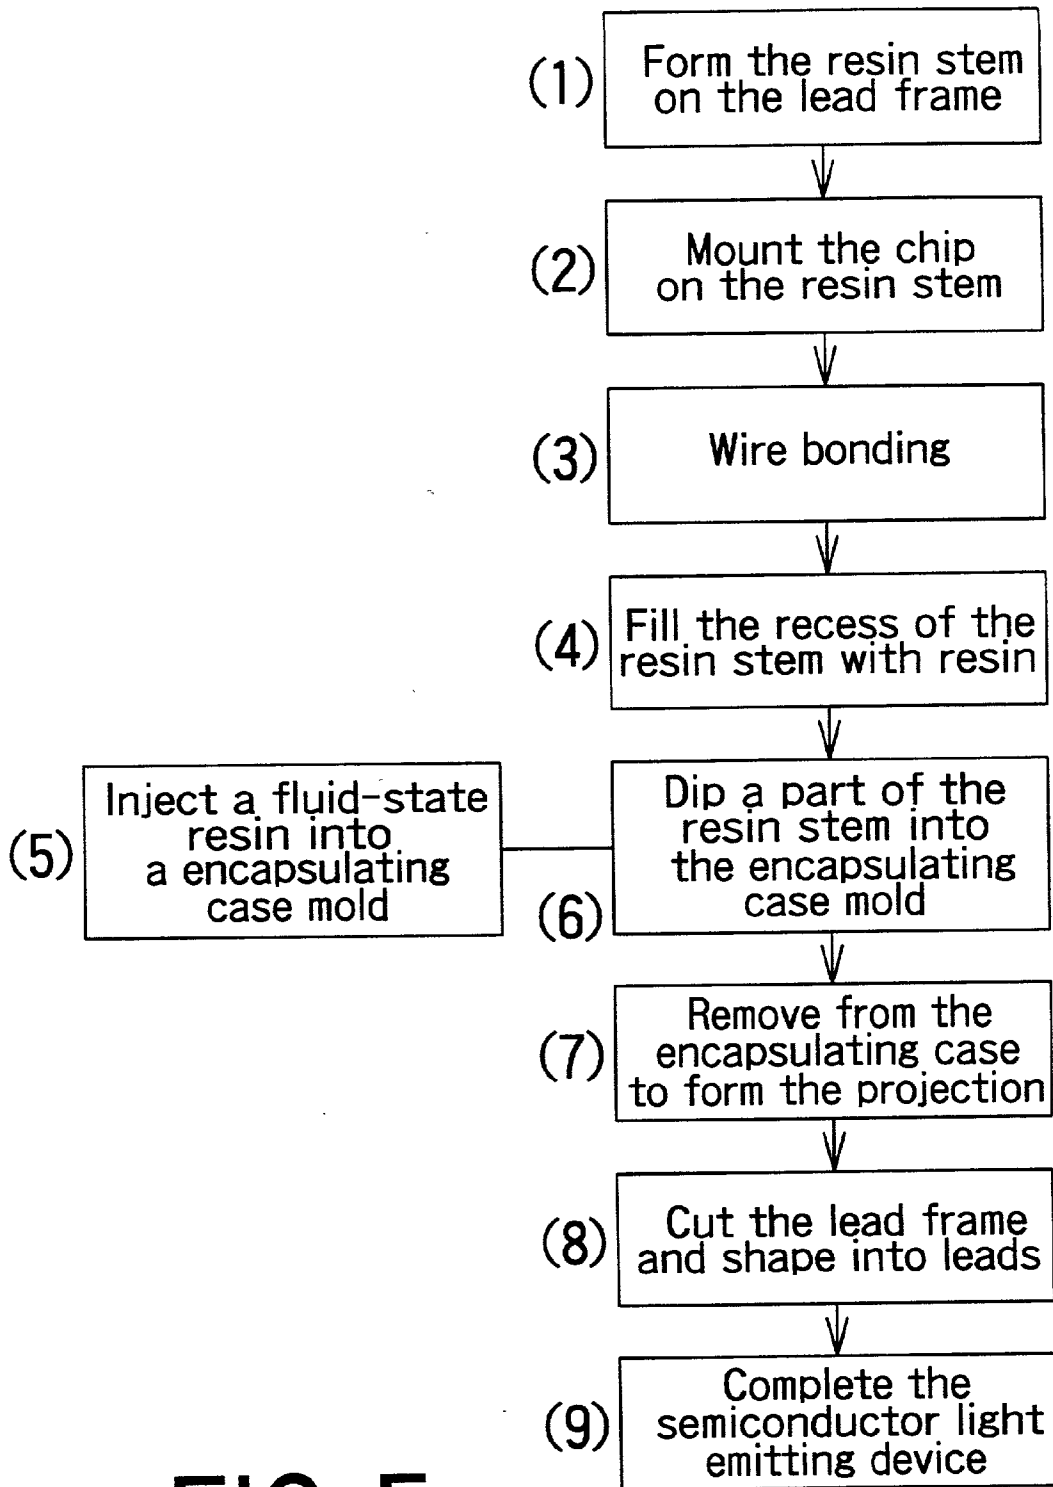 (1)
Form the resin stem
on the lead frame
(2)
Mount the chip
on the resin stem
(3)
Wire bonding
(4)
Fill the recess of the
resin stem with resin
(5)
Inject a fluid-state
resin into
a encapsulating
case mold
(6)
Dip a part of the
resin stem into
the encapsulating
case mold
(7)
Remove from the
encapsulating case
to form the projection
(8)
Cut the lead frame
and shape into leads
(9)
Complete the
semiconductor light
emitting device